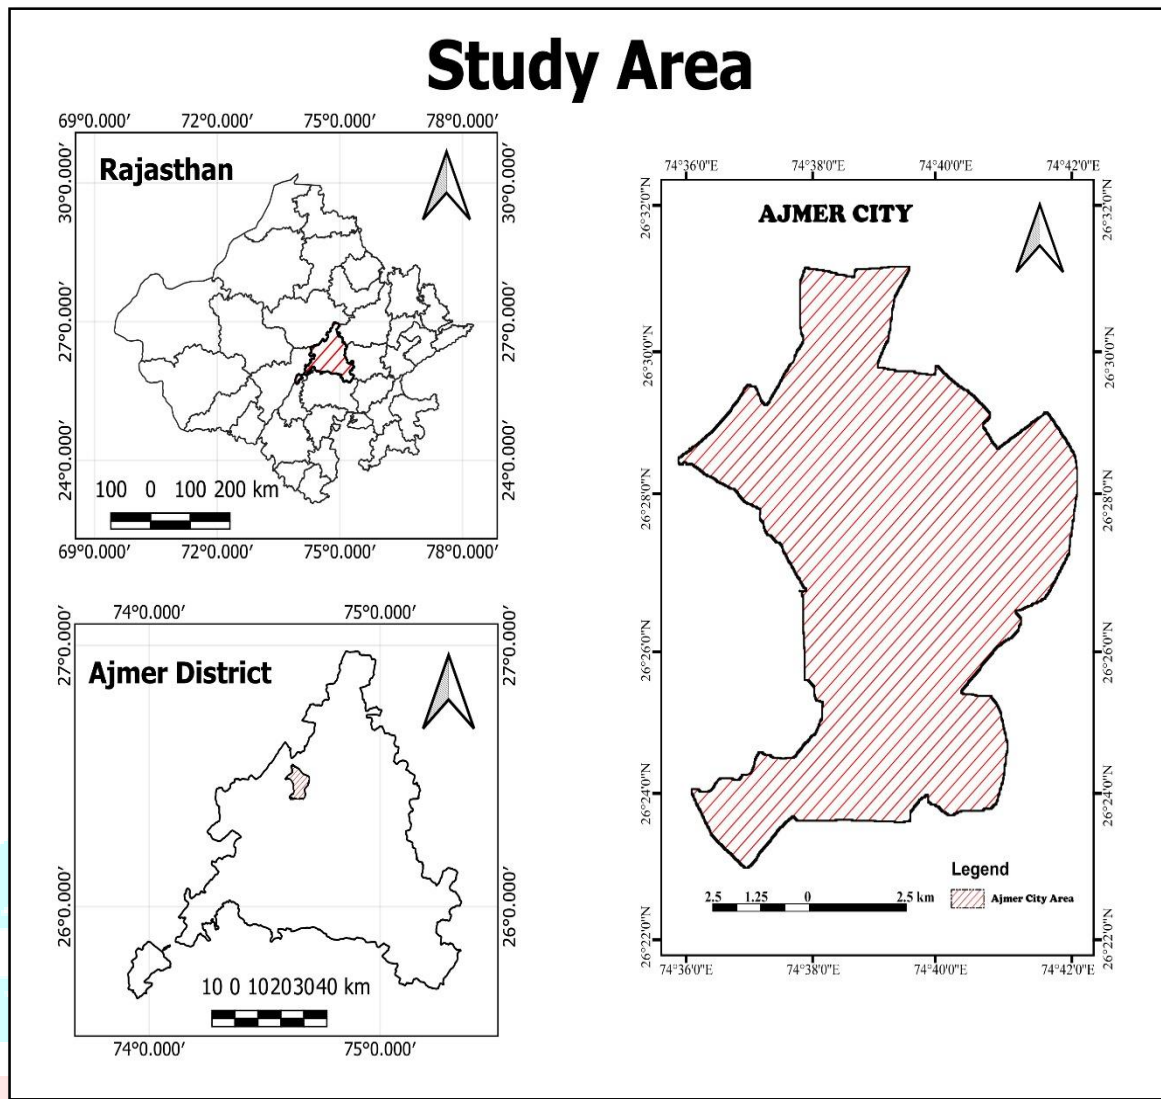 Study Area
69°0.000′ 72°0.000′ 75°0.000′ 78°0.000′
Rajasthan
30°0.000′ 30°0.000′
27°0.000′ 27°0.000′
24°0.000′ 24°0.000′
100 0 100 200 km
69°0.000′ 72°0.000′ 75°0.000′ 78°0.000′
74°0.000′ 75°0.000′
Ajmer District
27°0.000′ 27°0.000′
26°0.000′ 26°0.000′
10 0 10203040 km
74°0.000′ 75°0.000′
74°36'0"E 74°38'0"E 74°40'0"E 74°42'0"E
AJMER CITY
26°32'0"N 26°32'0"N
26°30'0"N 26°30'0"N
26°28'0"N 26°28'0"N
26°26'0"N 26°26'0"N
26°24'0"N 26°24'0"N
Legend
Ajmer City Area
2.5 1.25 0 2.5 km
26°22'0"N 26°22'0"N
74°36'0"E 74°38'0"E 74°40'0"E 74°42'0"E